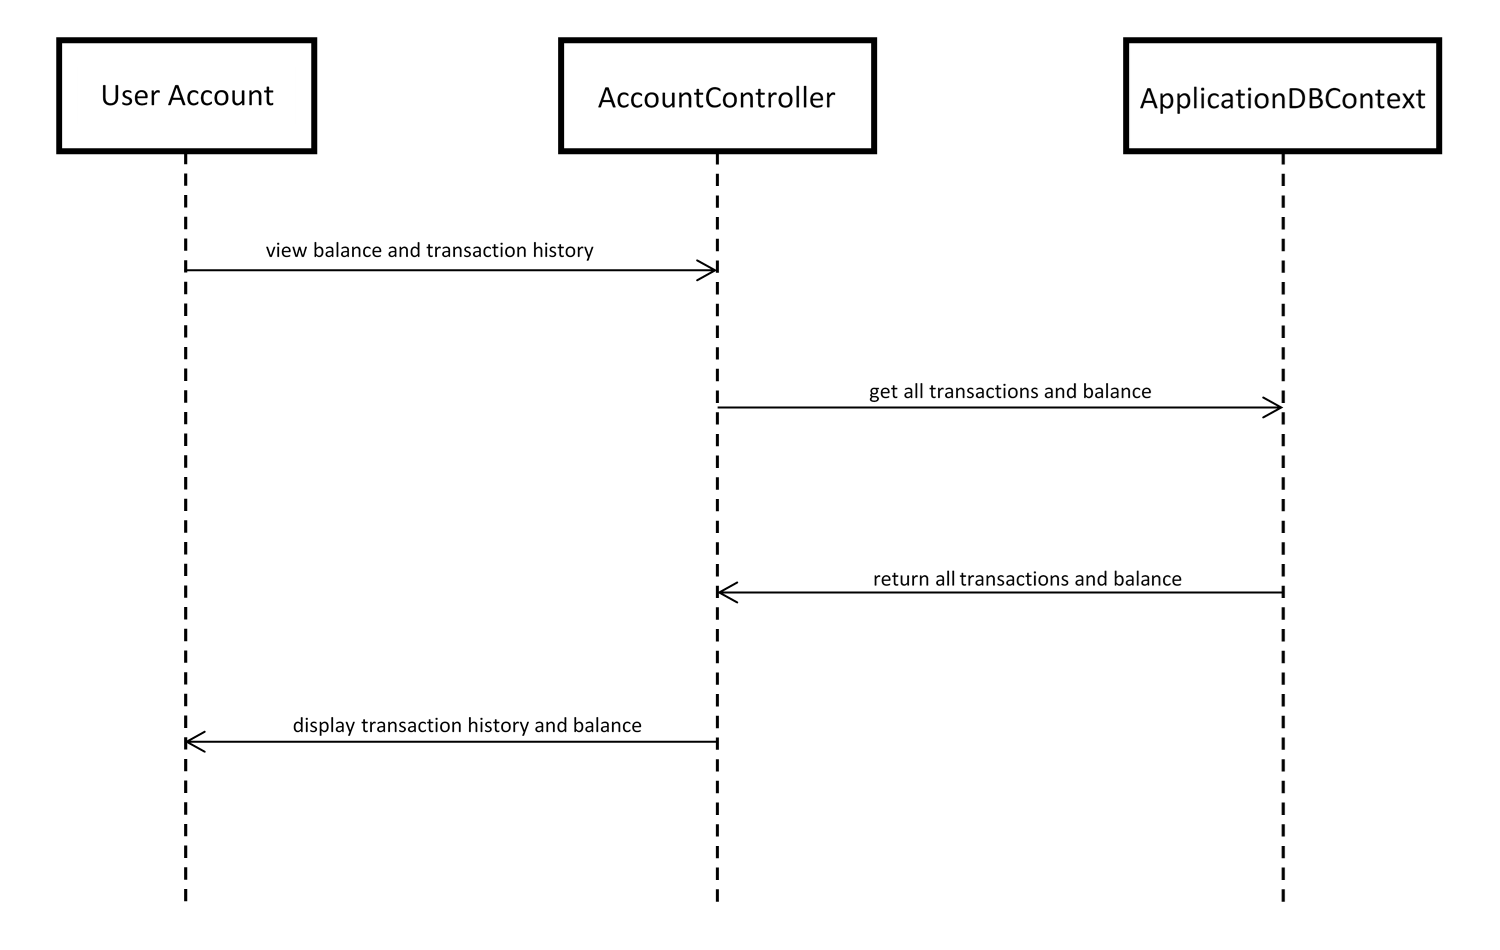 User Account
AccountController
ApplicationDBContext
view balance and transaction history
get all transactions and balance
return all transactions and balance
display transaction history and balance